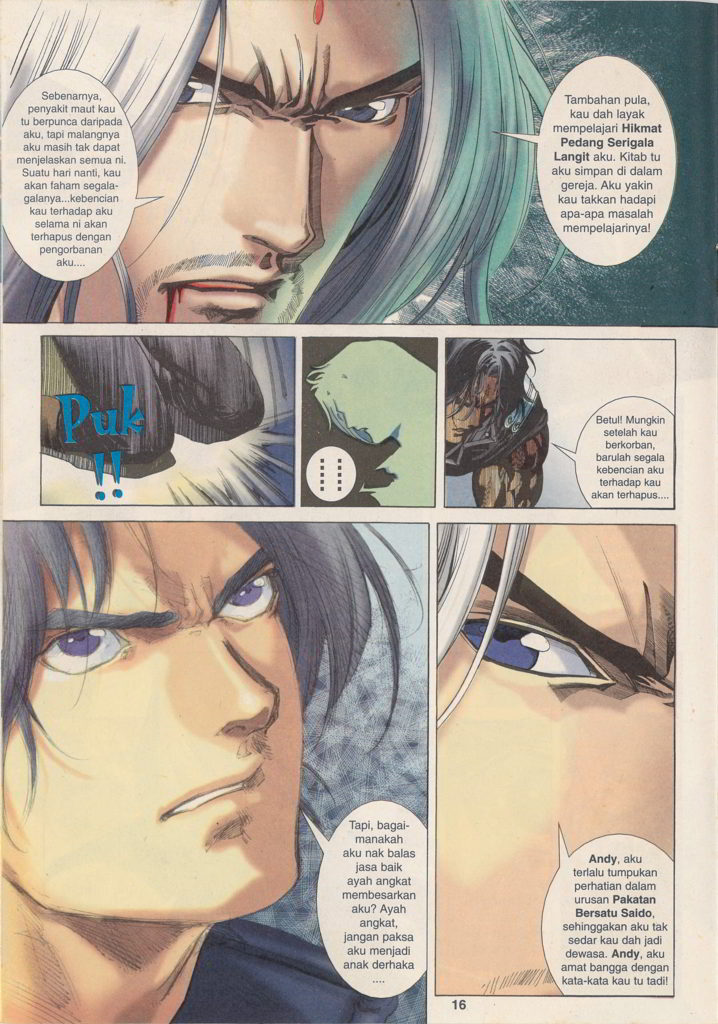 Sebenarnya,
penyakit maut kau
tu berpunca daripada
aku, tapi malangnya
aku masih tak dapat
menjelaskan semua ni.
Suatu hari nanti, kau
akan faham segala-
galanya...kebencian
kau terhadap aku
selama ni akan
terhapus dengan
pengorbanan
aku....
Tambahan pula,
kau dah layak
mempelajari Hikmat
Pedang Serigala
Langit aku. Kitab tu
aku simpan di dalam
gereja. Aku yakin
kau takkan hadapi
apa-apa masalah
mempelajarinya!
Puk
!!
Betul! Mungkin
setelah kau
berkorban,
barulah segala
kebencian aku
terhadap kau
akan terhapus....
Tapi, bagai-
manakah
aku nak balas
jasa baik
ayah angkat
membesarkan
aku? Ayah
angkat,
jangan paksa
aku menjadi
anak derhaka
....
Andy, aku
terlalu tumpukan
perhatian dalam
urusan Pakatan
Bersatu Saido,
sehinggakan aku tak
sedar kau dah jadi
dewasa. Andy, aku
amat bangga dengan
kata-kata kau tu tadi!
16